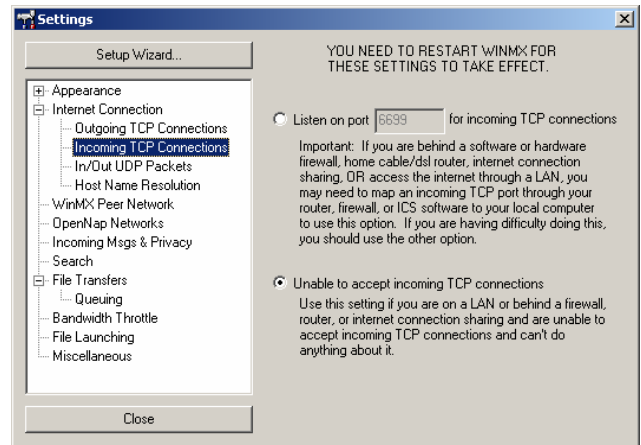 Settings
Setup Wizard...
Appearance
Internet Connection
Outgoing TCP Connections
Incoming TCP Connections
In/Out UDP Packets
Host Name Resolution
WinMX Peer Network
OpenNap Networks
Incoming Msgs & Privacy
Search
File Transfers
Queuing
Bandwidth Throttle
File Launching
Miscellaneous
Close
YOU NEED TO RESTART WINMX FOR
THESE SETTINGS TO TAKE EFFECT.
Listen on port 6699 for incoming TCP connections
Important: If you are behind a software or hardware
firewall, home cable/dsl router, internet connection
sharing, OR access the internet through a LAN, you
may need to map an incoming TCP port through your
router, firewall, or ICS software to your local computer
to use this option. If you are having difficulty doing this,
you should use the other option.
Unable to accept incoming TCP connections
Use this setting if you are on a LAN or behind a firewall,
router, or internet connection sharing and are unable to
accept incoming TCP connections and can't do
anything about it.